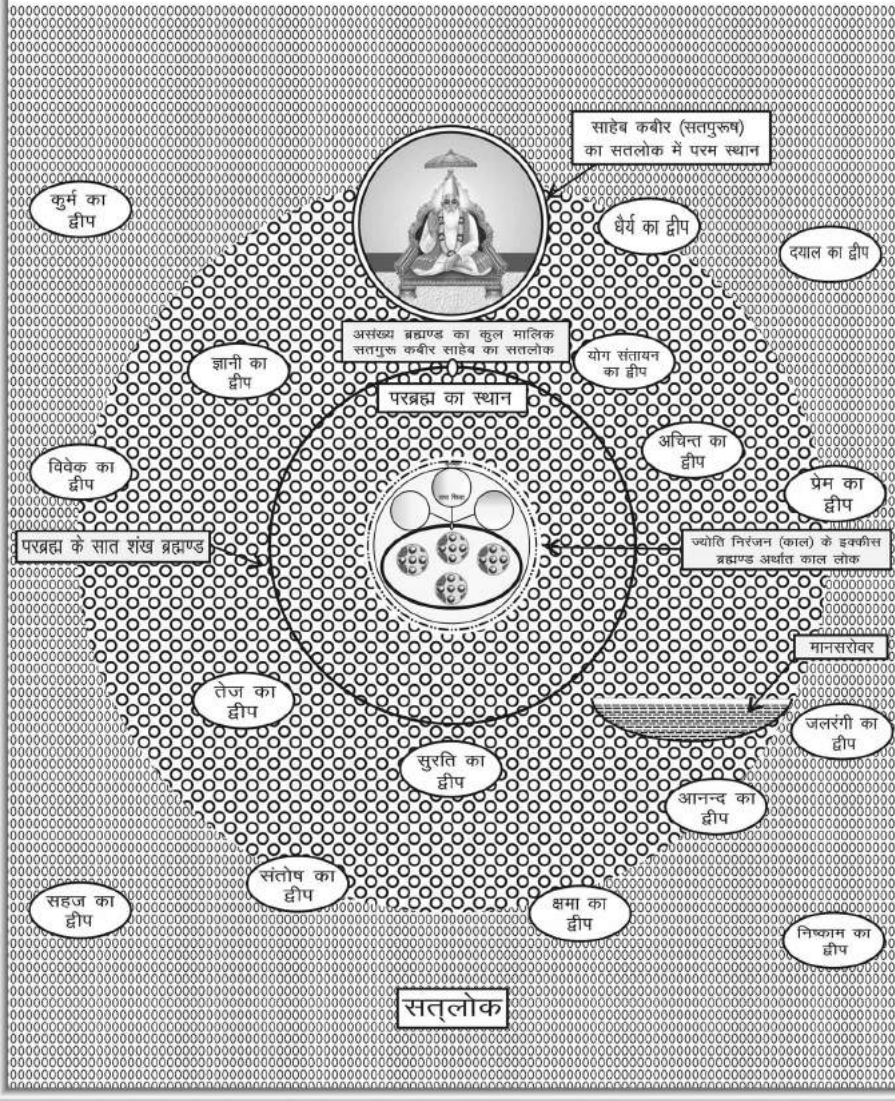 साहेब कबीर (सतपुरूष)
का सतलोक में परम स्थान
कुर्म का
द्वीप
धैर्य का द्वीप
दयाल का द्वीप
असंख्य ब्रह्मण्ड का कुल मालिक
सतगुरू कबीर साहेब का सतलोक
ज्ञानी का
द्वीप
योग संतायन
का द्वीप
परब्रह्म का स्थान
अचिन्त का
द्वीप
विवेक का
द्वीप
प्रेम का
द्वीप
परब्रह्म के सात शंख ब्रह्मण्ड
ज्योति निरंजन (काल) के इक्कीस
ब्रह्मण्ड अर्थात काल लोक
मानसरोवर
तेज का
द्वीप
जलरंगी का
द्वीप
सुरति का
द्वीप
आनन्द का
द्वीप
संतोष का
द्वीप
सहज का
द्वीप
क्षमा का
द्वीप
निष्काम का
द्वीप
सत्लोक